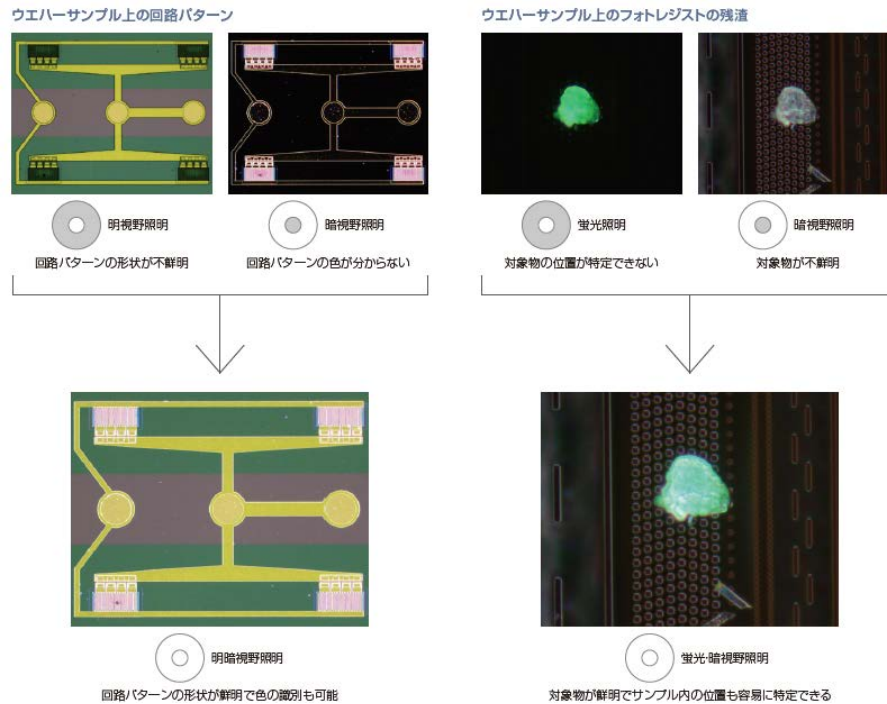 ウエハーサンプル上の回路パターン
明視野照明
暗視野照明
回路パターンの形状が不鮮明
回路パターンの色が分からない
明暗視野照明
回路パターンの形状が鮮明で色の識別も可能
ウエハーサンプル上のフォトレジストの残渣
蛍光照明
暗視野照明
対象物の位置が特定できない
対象物が不鮮明
蛍光・暗視野照明
対象物が鮮明でサンプル内の位置も容易に特定できる